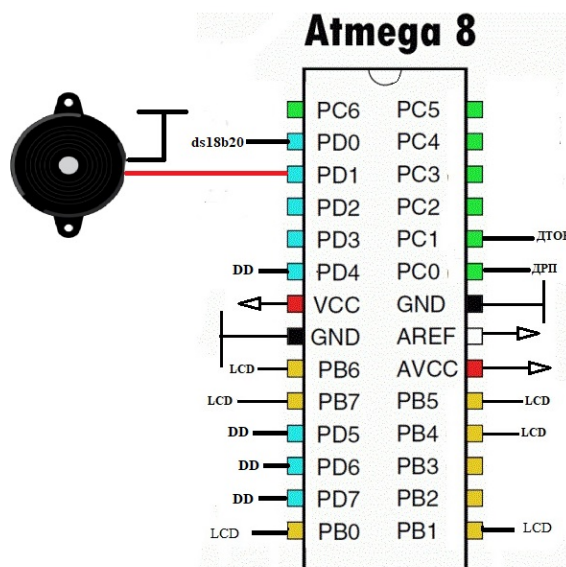 Atmega 8
PC6 PC5
ds18b20 PD0 PC4
PD1 PC3
PD2 PC2
PD3 PC1 ДТОР
DD PD4 PC0 ДРП
VCC GND
GND AREF
LCD PB6 AVCC
LCD PB7 PB5 LCD
DD PD5 PB4 LCD
DD PD6 PB3
DD PD7 PB2
LCD PB0 PB1 LCD